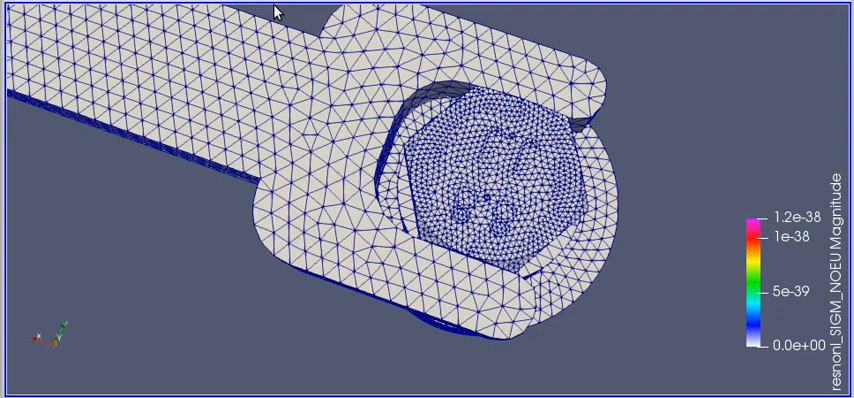 1.2e-38
1e-38
5e-39
0.0e+00
resnonl_SIGM_NOEU Magnitude
X
Y